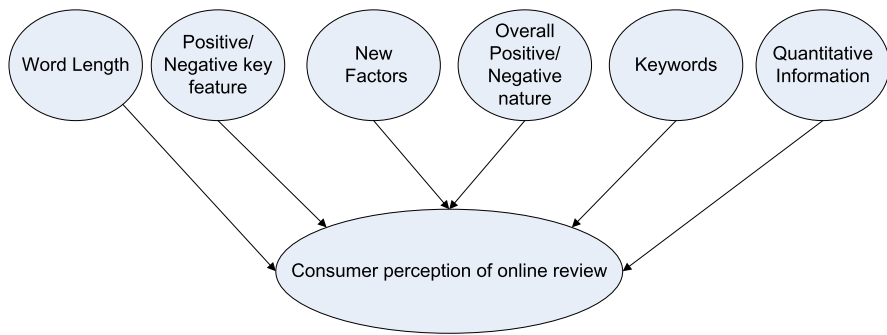 Word Length
Positive/
Negative key
feature
New
Factors
Overall
Positive/
Negative
nature
Keywords
Quantitative
Information
Consumer perception of online review